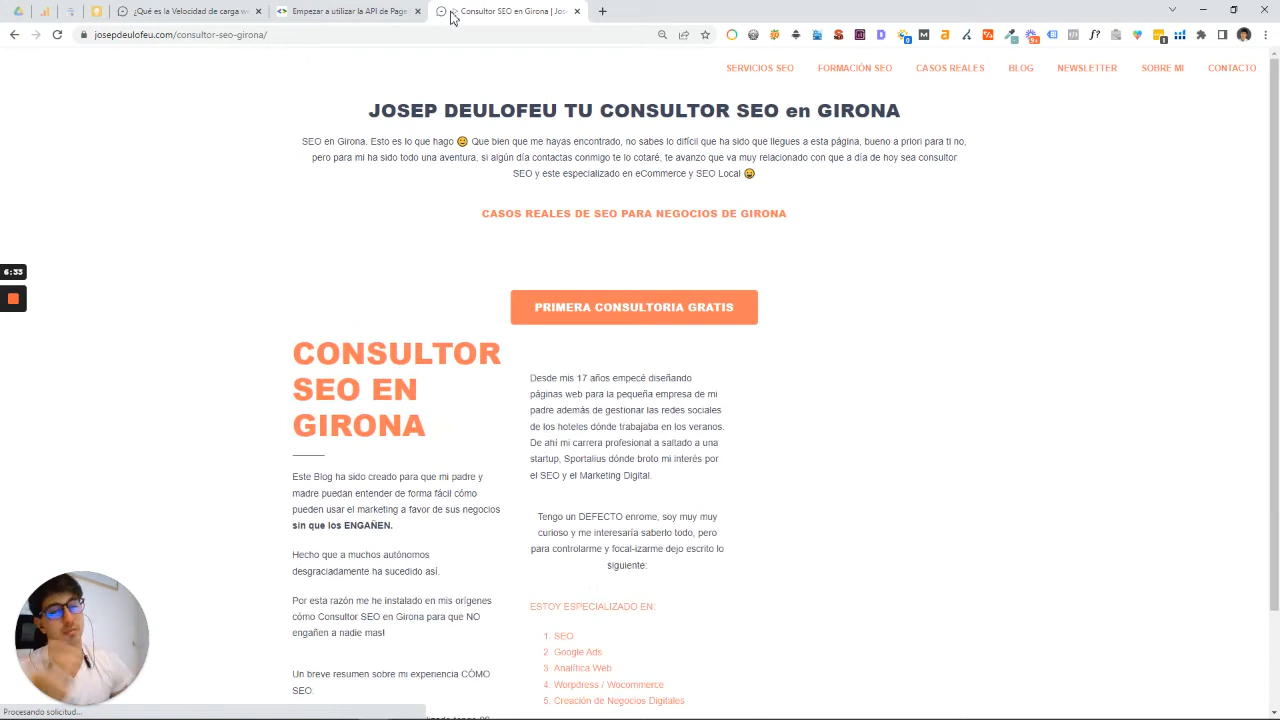 ¿Qué es la Velocidad de carga w
Empezar a utilizar la API de Page
Consultor SEO en Girona | Josep
josepdeulofeu.com/consultor-seo-girona/
SERVICIOS SEO
FORMACIÓN SEO
CASOS REALES
BLOG
NEWSLETTER
SOBRE MI
CONTACTO
JOSEP DEULOFEU TU CONSULTOR SEO en GIRONA
SEO en Girona. Esto es lo que hago 😊 Que bien que me hayas encontrado, no sabes lo difícil que ha sido que llegues a esta página, bueno a priori para ti no,
pero para mi ha sido todo una aventura, si algún día contactas conmigo te lo cotaré, te avanzo que va muy relacionado con que a día de hoy sea consultor
SEO y este especializado en eCommerce y SEO Local 😀
CASOS REALES DE SEO PARA NEGOCIOS DE GIRONA
6:33
PRIMERA CONSULTORIA GRATIS
CONSULTOR
SEO EN
GIRONA
Este Blog ha sido creado para que mi padre y
madre puedan entender de forma fácil cómo
pueden usar el marketing a favor de sus negocios
sin que los ENGAÑEN.
Hecho que a muchos autónomos
desgraciadamente ha sucedido así.
Por esta razón me he instalado en mis orígenes
cómo Consultor SEO en Girona para que NO
engañen a nadie mas!
Un breve resumen sobre mi experiencia CÓMO
SEO:
Desde mis 17 años empecé diseñando
páginas web para la pequeña empresa de mi
padre además de gestionar las redes sociales
de los hoteles dónde trabajaba en los veranos.
De ahí mi carrera profesional a saltado a una
startup, Sportalius dónde broto mi interés por
el SEO y el Marketing Digital.
Tengo un DEFECTO enrome, soy muy muy
curioso y me interesaría saberlo todo, pero
para controlarme y focal-izarme dejo escrito lo
siguiente:
ESTOY ESPECIALIZADO EN:
1. SEO
2. Google Ads
3. Analítica Web
4. Worpdress / Wocommerce
5. Creación de Negocios Digitales
Procesando solicitud...